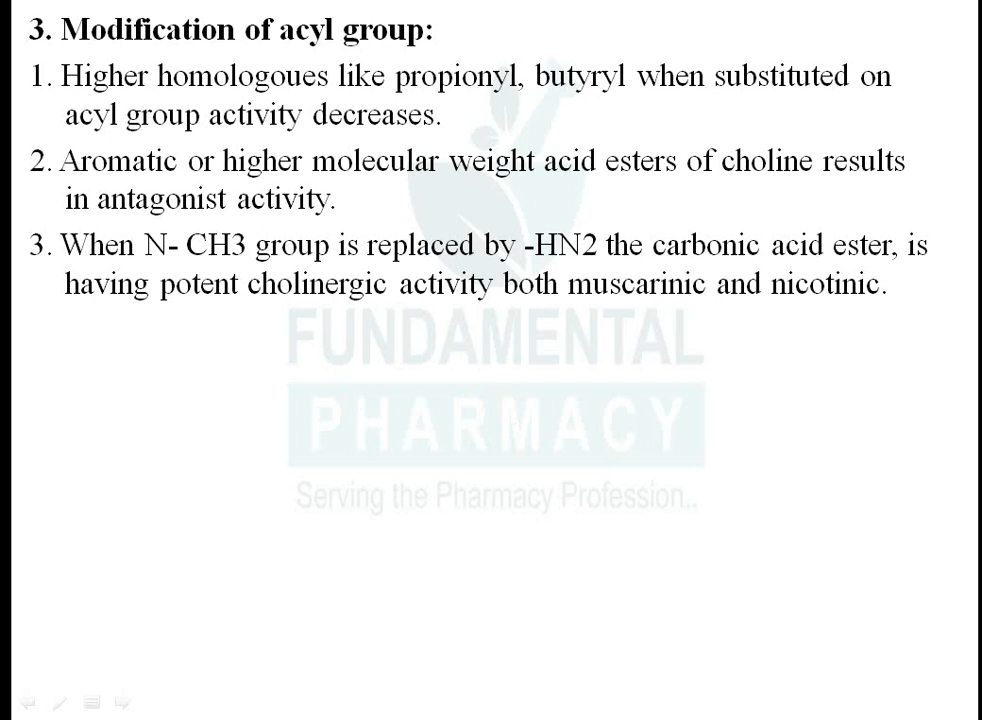 3. Modification of acyl group:
1. Higher homologoues like propionyl, butyryl when substituted on
acyl group activity decreases.
2. Aromatic or higher molecular weight acid esters of choline results
in antagonist activity.
3. When N- CH3 group is replaced by -HN2 the carbonic acid ester, is
having potent cholinergic activity both muscarinic and nicotinic.
FUNDAMENTAL
PHARMACY
Serving the Pharmacy Profession..